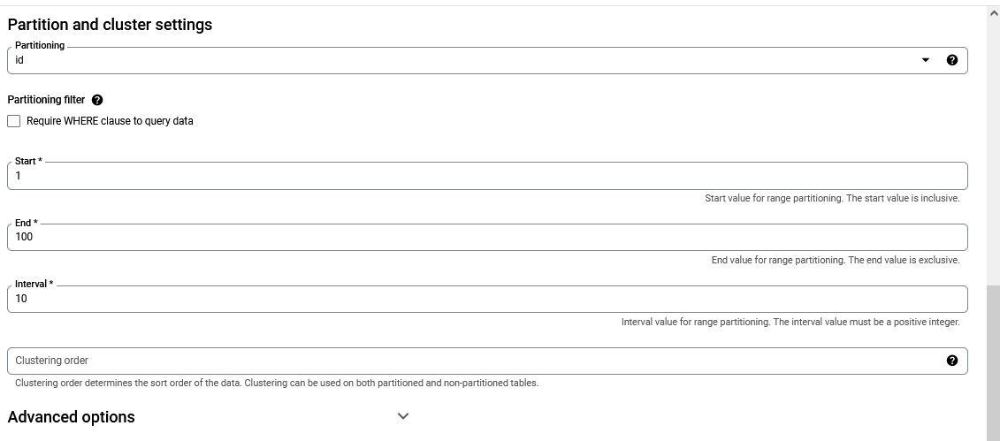 Partition and cluster settings
Partitioning
id
Partitioning filter
Require WHERE clause to query data
Start *
1
Start value for range partitioning. The start value is inclusive.
End *
100
End value for range partitioning. The end value is exclusive.
Interval *
10
Interval value for range partitioning. The interval value must be a positive integer.
Clustering order
Clustering order determines the sort order of the data. Clustering can be used on both partitioned and non-partitioned tables.
Advanced options